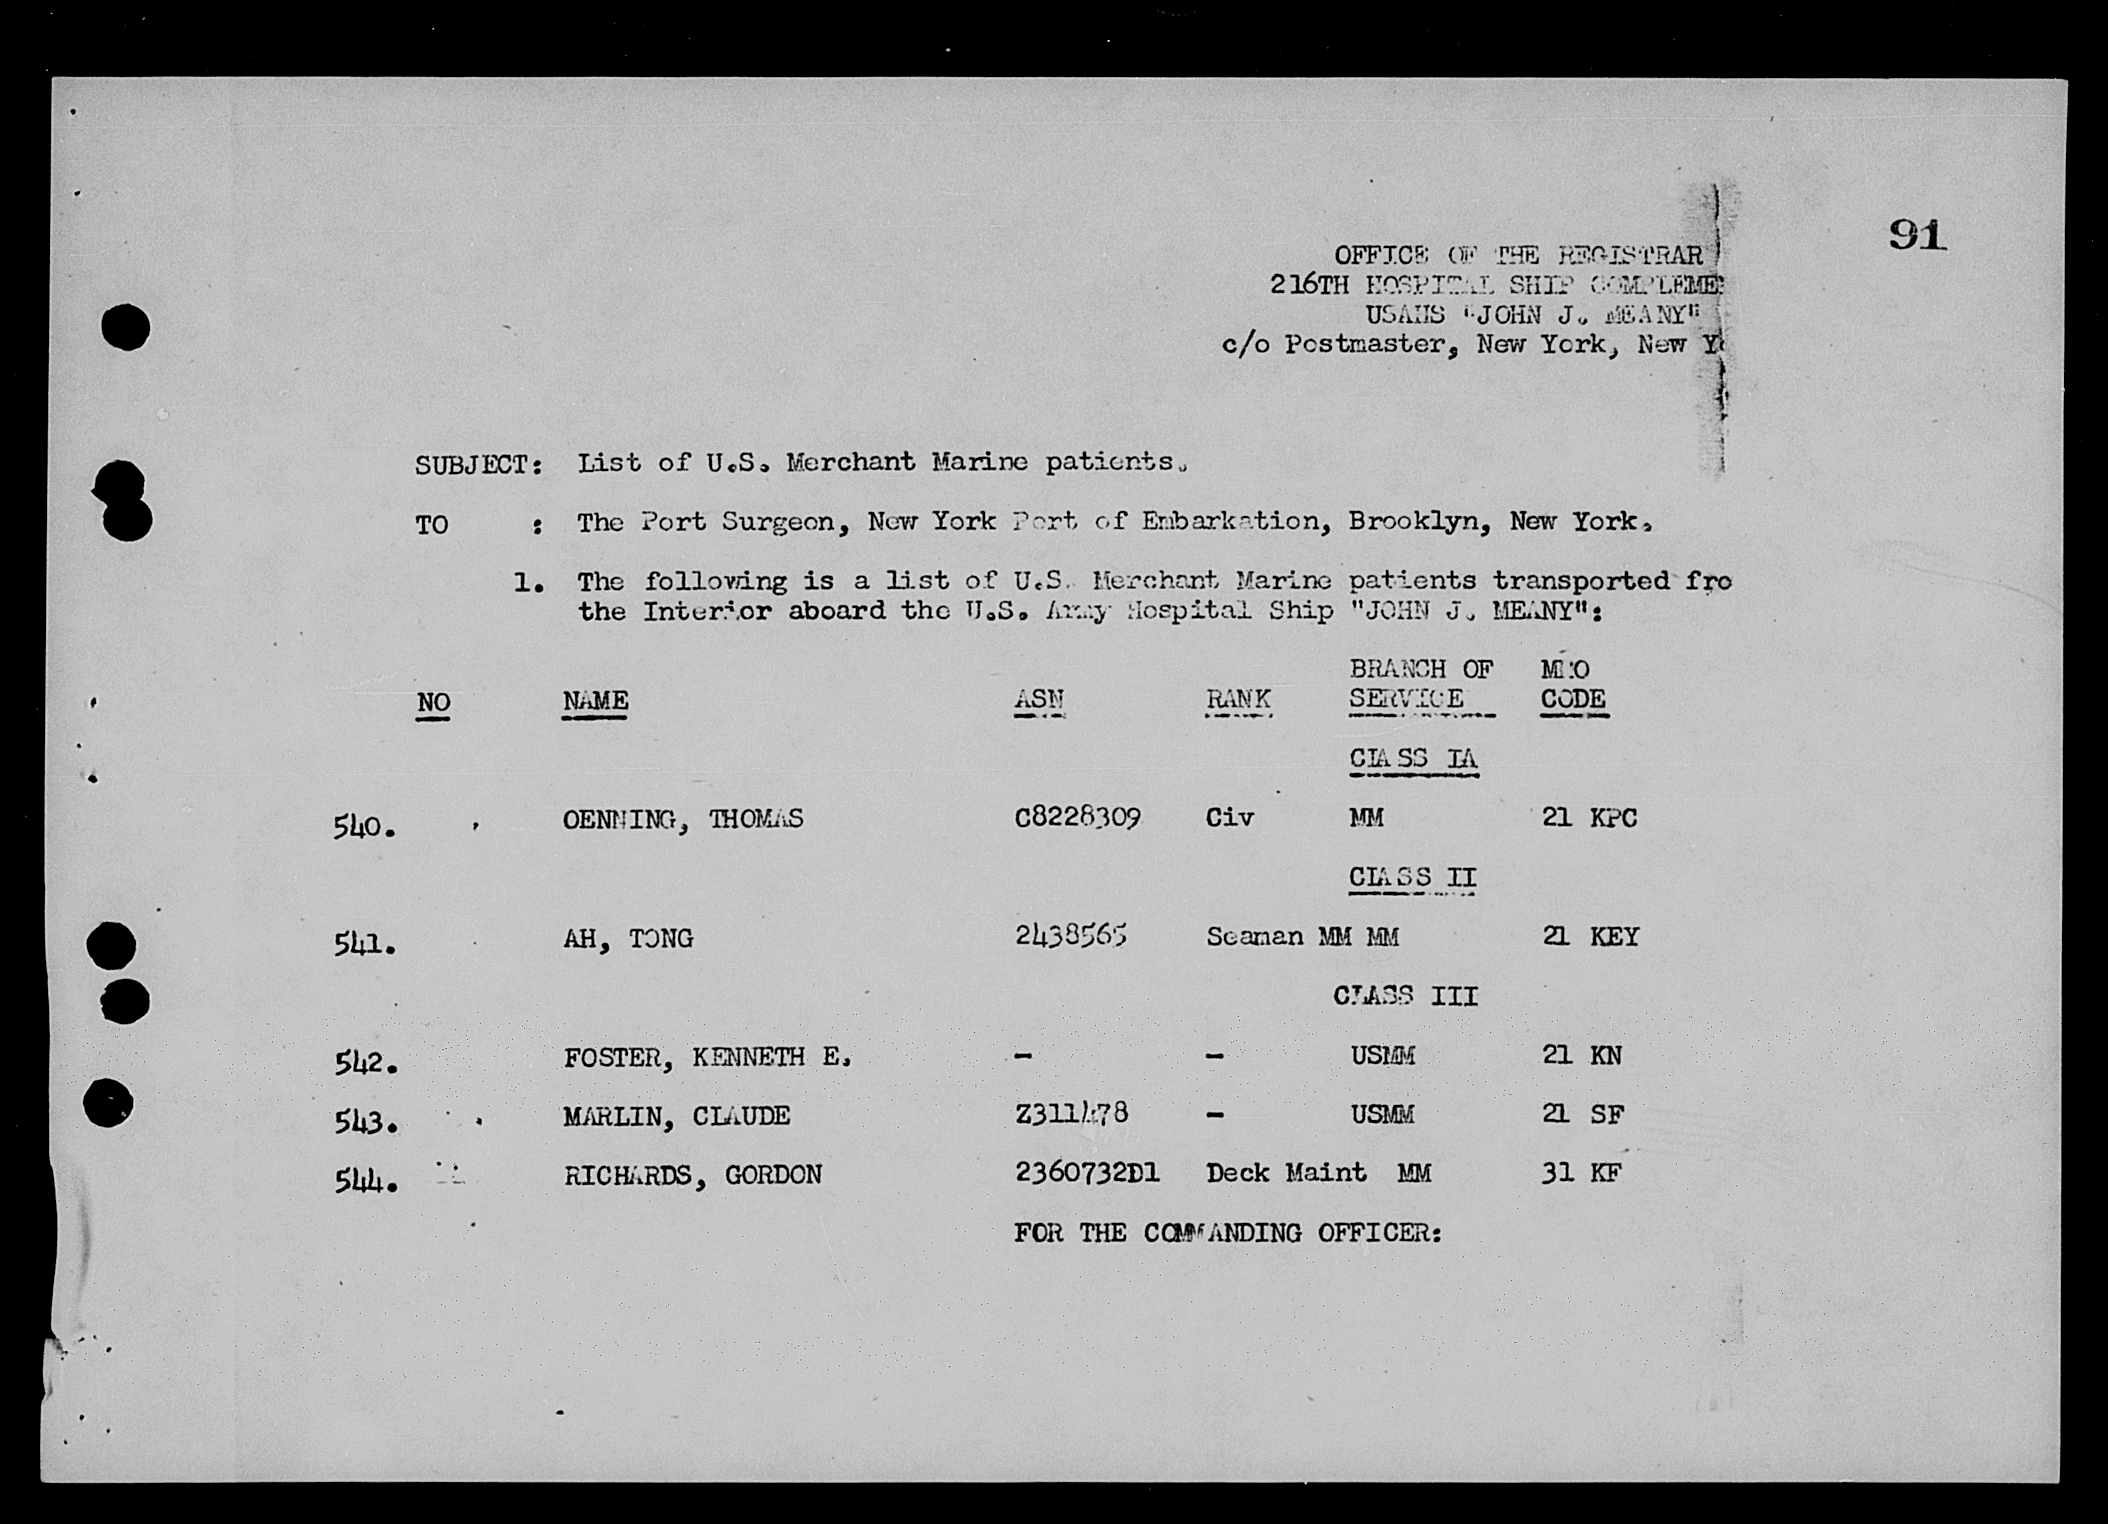 91
OFFICE OF THE REGISTRAR
216TH HOSPITAL SHIP COMPLEME
USAHS "JOHN J. MEANY"
c/o Postmaster, New York, New Y
SUBJECT: List of U.S. Merchant Marine patients.
TO : The Port Surgeon, New York Port of Embarkation, Brooklyn, New York.
1. The following is a list of U.S. Merchant Marine patients transported fro
the Interior aboard the U.S. Army Hospital Ship "JOHN J. MEANY":
BRANCH OF
NO NAME ASN RANK SERVICE CODE
CLASS IA
540. OENNING, THOMAS C8228309 Civ MM 21 KPC
CLASS II
541. AH, TONG 2438565 Seaman MM MM 21 KEY
CLASS III
542. FOSTER, KENNETH E. - - USMM 21 KN
543. MARLIN, CLAUDE Z311478 - USMM 21 SF
544. RICHARDS, GORDON 2360732D1 Deck Maint MM 31 KF
FOR THE COMMANDING OFFICER: